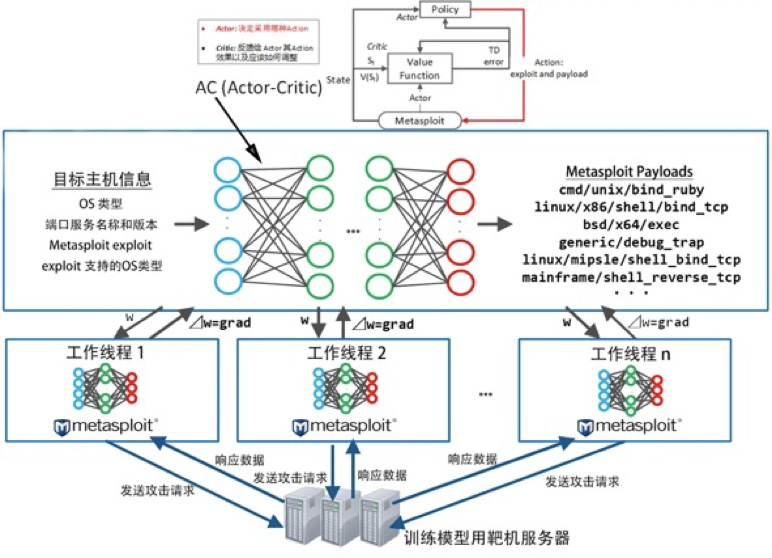 Actor: 决定采用哪种Action
Critic: 反馈给 Actor 其Action
效果以及应该如何调整
AC (Actor-Critic)
Actor
Policy
Critic
St
V(St)
State
Value
Function
TD
error
Action:
exploit and payload
Actor
Metasploit
目标主机信息
OS 类型
端口服务名称和版本
Metasploit exploit
exploit 支持的OS类型
...
Metasploit Payloads
cmd/unix/bind_ruby
linux/x86/shell/bind_tcp
bsd/x64/exec
generic/debug_trap
linux/mipsle/shell_bind_tcp
mainframe/shell_reverse_tcp
. . .
w
⊿w=grad
w
⊿w=grad
w
⊿w=grad
工作线程 1
metasploit®
工作线程 2
metasploit®
...
工作线程 n
metasploit®
响应数据
发送攻击请求
发送攻击请求
响应数据
响应数据
发送攻击请求
训练模型用靶机服务器